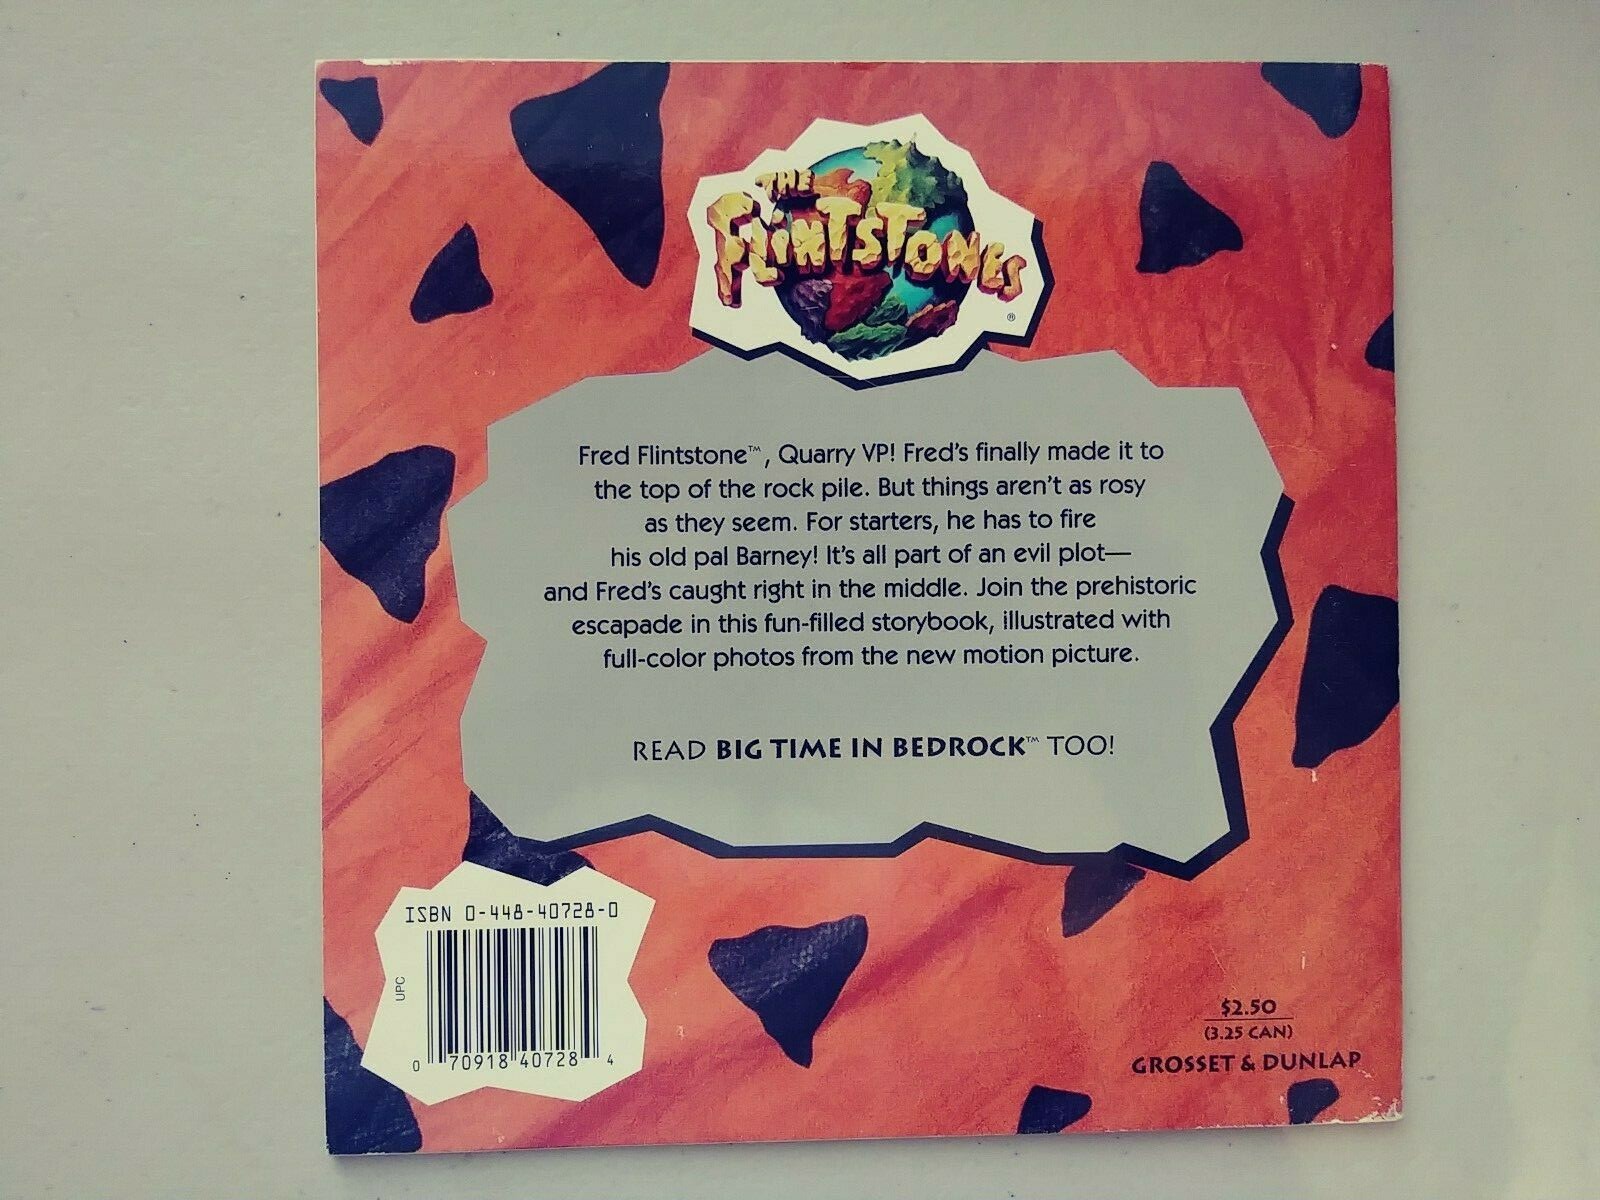 THE
FLINTSTONES
®
Fred Flintstone™, Quarry VP! Fred's finally made it to
the top of the rock pile. But things aren't as rosy
as they seem. For starters, he has to fire
his old pal Barney! It's all part of an evil plot—
and Fred's caught right in the middle. Join the prehistoric
escapade in this fun-filled storybook, illustrated with
full-color photos from the new motion picture.
READ BIG TIME IN BEDROCK™ TOO!
ISBN 0-448-40728-0
UPC
0 70918 40728 4
$2.50
(3.25 CAN)
GROSSET & DUNLAP